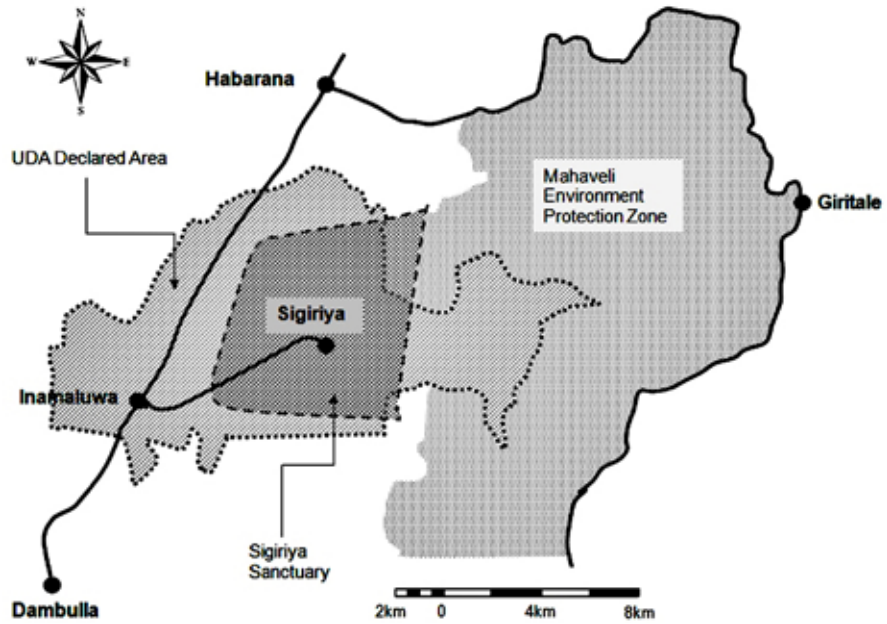 N
W E
S
Habarana
UDA Declared Area
Mahaveli
Environment
Protection Zone
Giritale
Sigiriya
Inamaluwa
Sigiriya
Sanctuary
Dambulla
2km 0 4km 8km